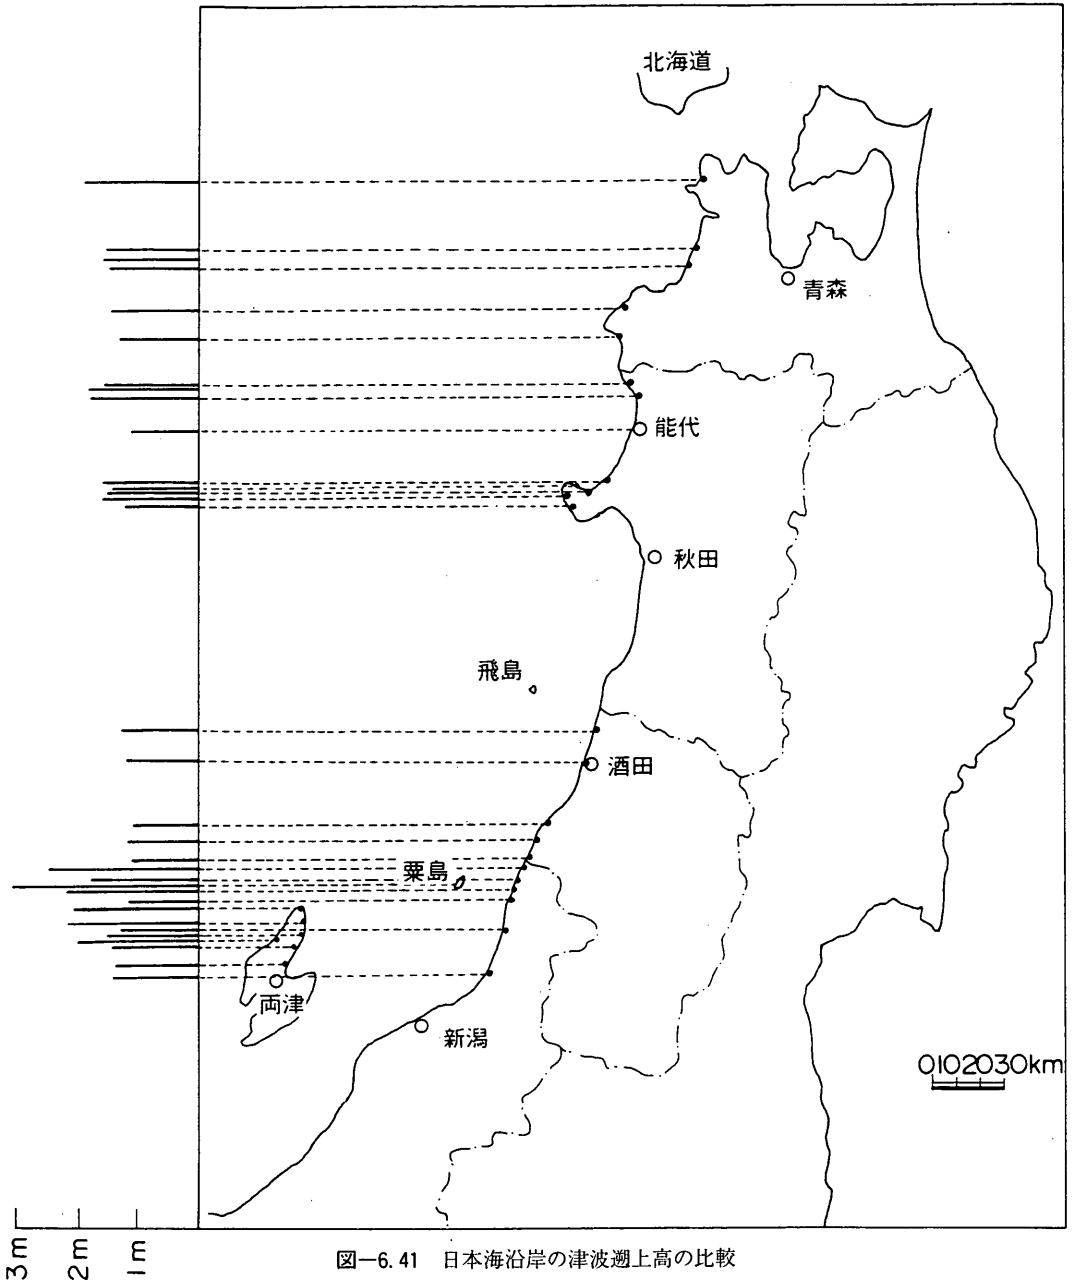 北海道
青森
能代
秋田
飛島
酒田
粟島
両津
新潟
0102030km
3m
2m
1m
図―6.41 日本海沿岸の津波遡上高の比較